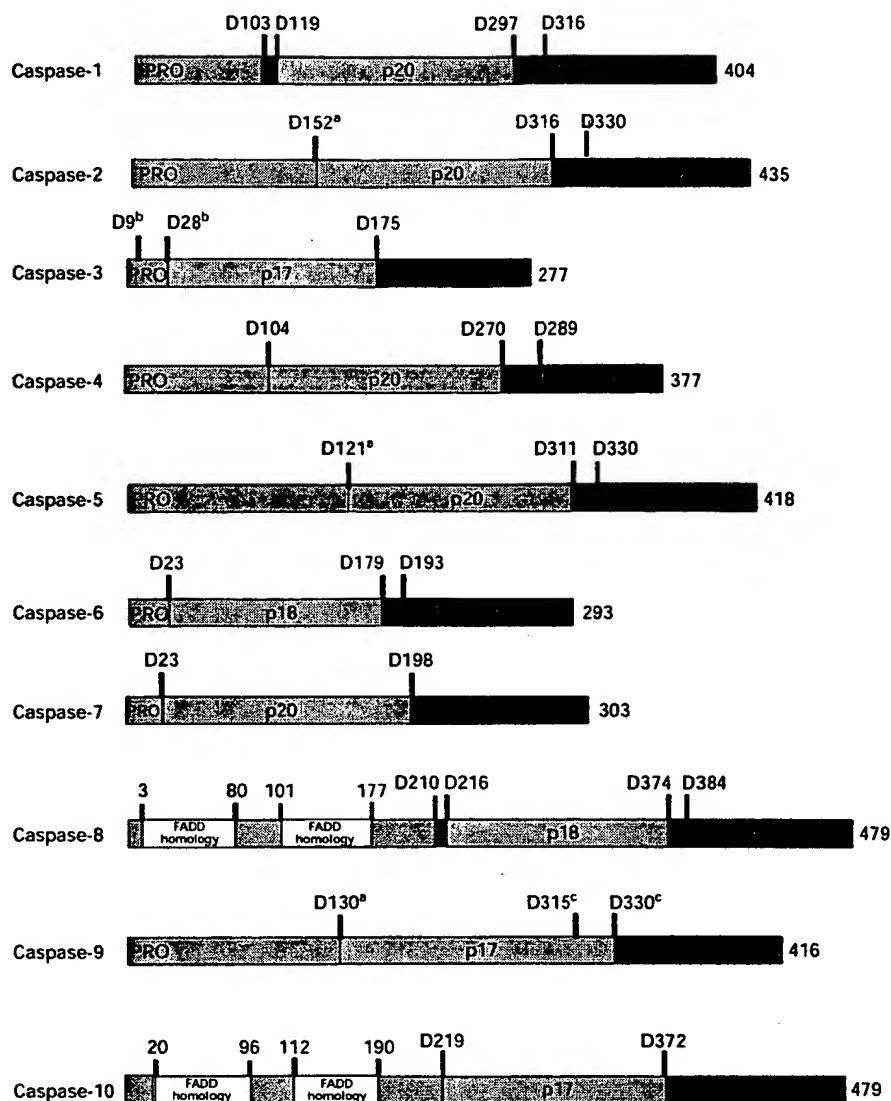 D103 D119 D297 D316
Caspase-1 PRO p20 404
D152ᵃ D316 D330
Caspase-2 PRO p20 435
D9ᵇ D28ᵇ D175
Caspase-3 PRO p17 277
D104 D270 D289
Caspase-4 PRO p20 377
D121ᵃ D311 D330
Caspase-5 PRO p20 418
D23 D179 D193
Caspase-6 PRO p18 293
D23 D198
Caspase-7 PRO p20 303
3 80 101 177 D210 D216 D374 D384
Caspase-8 FADD homology FADD homology p18 479
D130ᵃ D315ᶜ D330ᶜ
Caspase-9 PRO p17 416
20 96 112 190 D219 D372
Caspase-10 FADD homology FADD homology p17 479